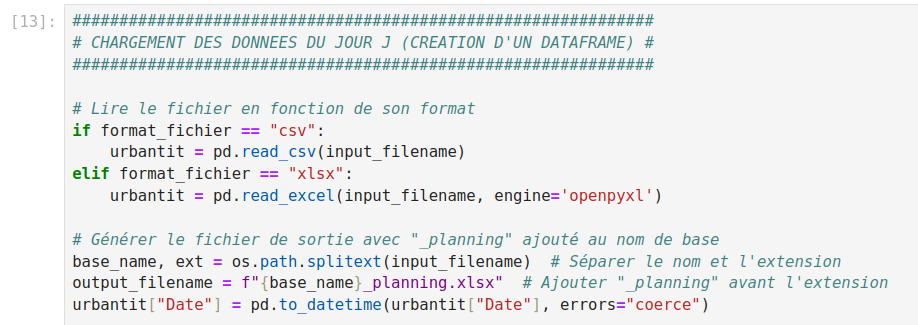 [13]:
##############################################################
# CHARGEMENT DES DONNEES DU JOUR J (CREATION D'UN DATAFRAME) #
##############################################################
# Lire le fichier en fonction de son format
if format_fichier == "csv":
    urbantit = pd.read_csv(input_filename)
elif format_fichier == "xlsx":
    urbantit = pd.read_excel(input_filename, engine='openpyxl')
# Générer le fichier de sortie avec "_planning" ajouté au nom de base
base_name, ext = os.path.splitext(input_filename)  # Séparer le nom et l'extension
output_filename = f"{base_name}_planning.xlsx"  # Ajouter "_planning" avant l'extension
urbantit["Date"] = pd.to_datetime(urbantit["Date"], errors="coerce")